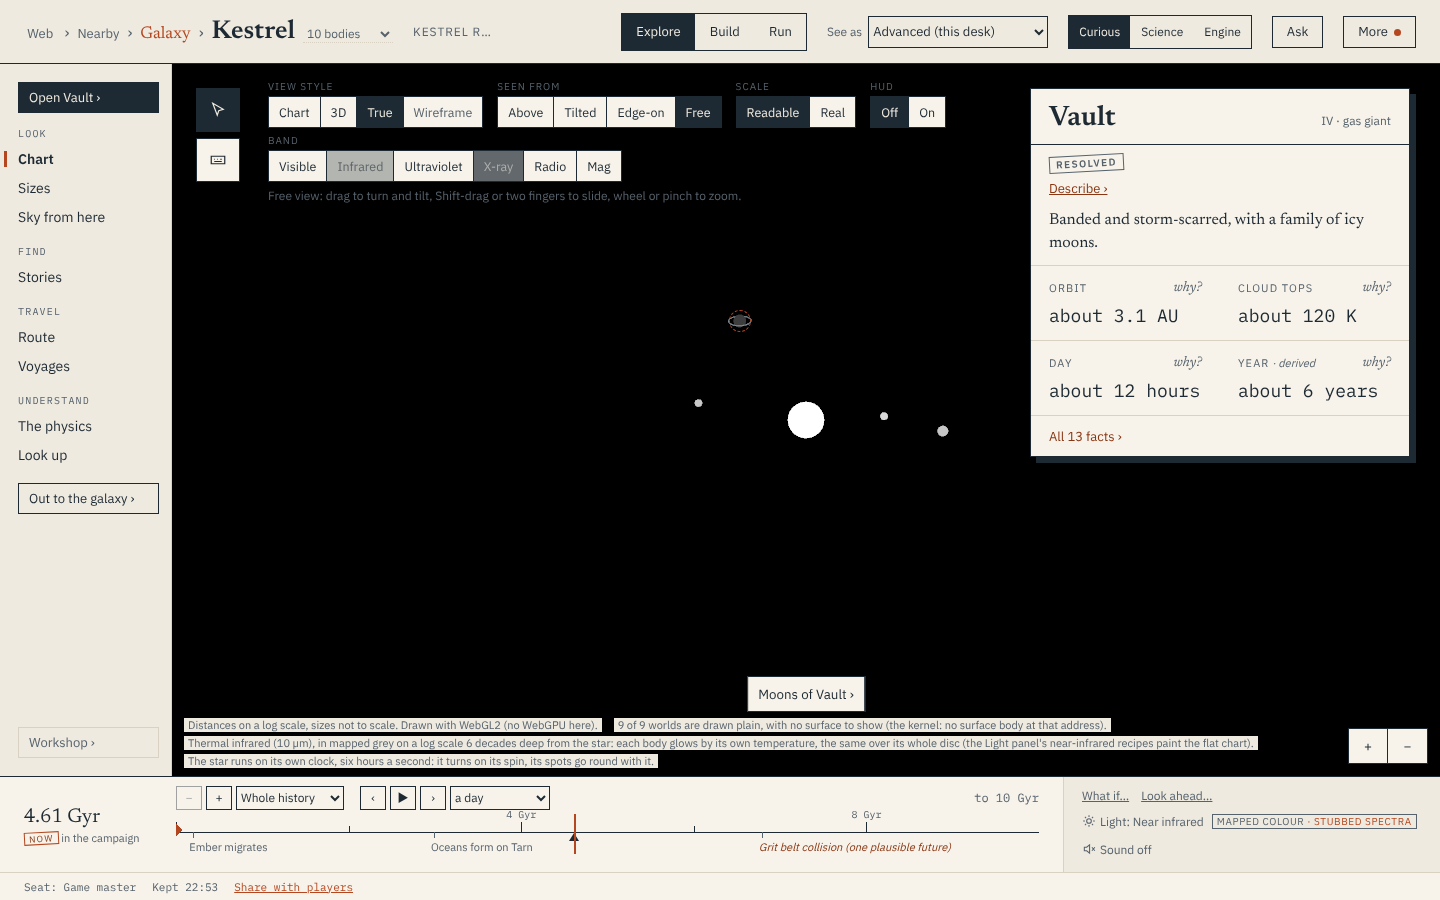 Web › Nearby › Galaxy › Kestrel 10 bodies KESTREL R…
Explore Build Run See as Advanced (this desk) Curious Science Engine Ask More
Open Vault ›
LOOK
Chart
Sizes
Sky from here
FIND
Stories
TRAVEL
Route
Voyages
UNDERSTAND
The physics
Look up
Out to the galaxy ›
Workshop ›
VIEW STYLE SEEN FROM SCALE HUD
Chart 3D True Wireframe Above Tilted Edge-on Free Readable Real Off On
BAND
Visible Infrared Ultraviolet X-ray Radio Mag
Free view: drag to turn and tilt, Shift-drag or two fingers to slide, wheel or pinch to zoom.
Vault IV · gas giant
RESOLVED
Describe ›
Banded and storm-scarred, with a family of icy
moons.
ORBIT why? CLOUD TOPS why?
about 3.1 AU about 120 K
DAY why? YEAR · derived why?
about 12 hours about 6 years
All 13 facts ›
Moons of Vault ›
Distances on a log scale, sizes not to scale. Drawn with WebGL2 (no WebGPU here). 9 of 9 worlds are drawn plain, with no surface to show (the kernel: no surface body at that address).
Thermal infrared (10 µm), in mapped grey on a log scale 6 decades deep from the star: each body glows by its own temperature, the same over its whole disc (the Light panel's near-infrared recipes paint the flat chart).
The star runs on its own clock, six hours a second: it turns on its spin, its spots go round with it.
+ −
4.61 Gyr
NOW in the campaign
− + Whole history ‹ ▶ › a day to 10 Gyr
4 Gyr 8 Gyr
Ember migrates Oceans form on Tarn Grit belt collision (one plausible future)
What if… Look ahead…
Light: Near infrared MAPPED COLOUR · STUBBED SPECTRA
Sound off
Seat: Game master Kept 22:53 Share with players